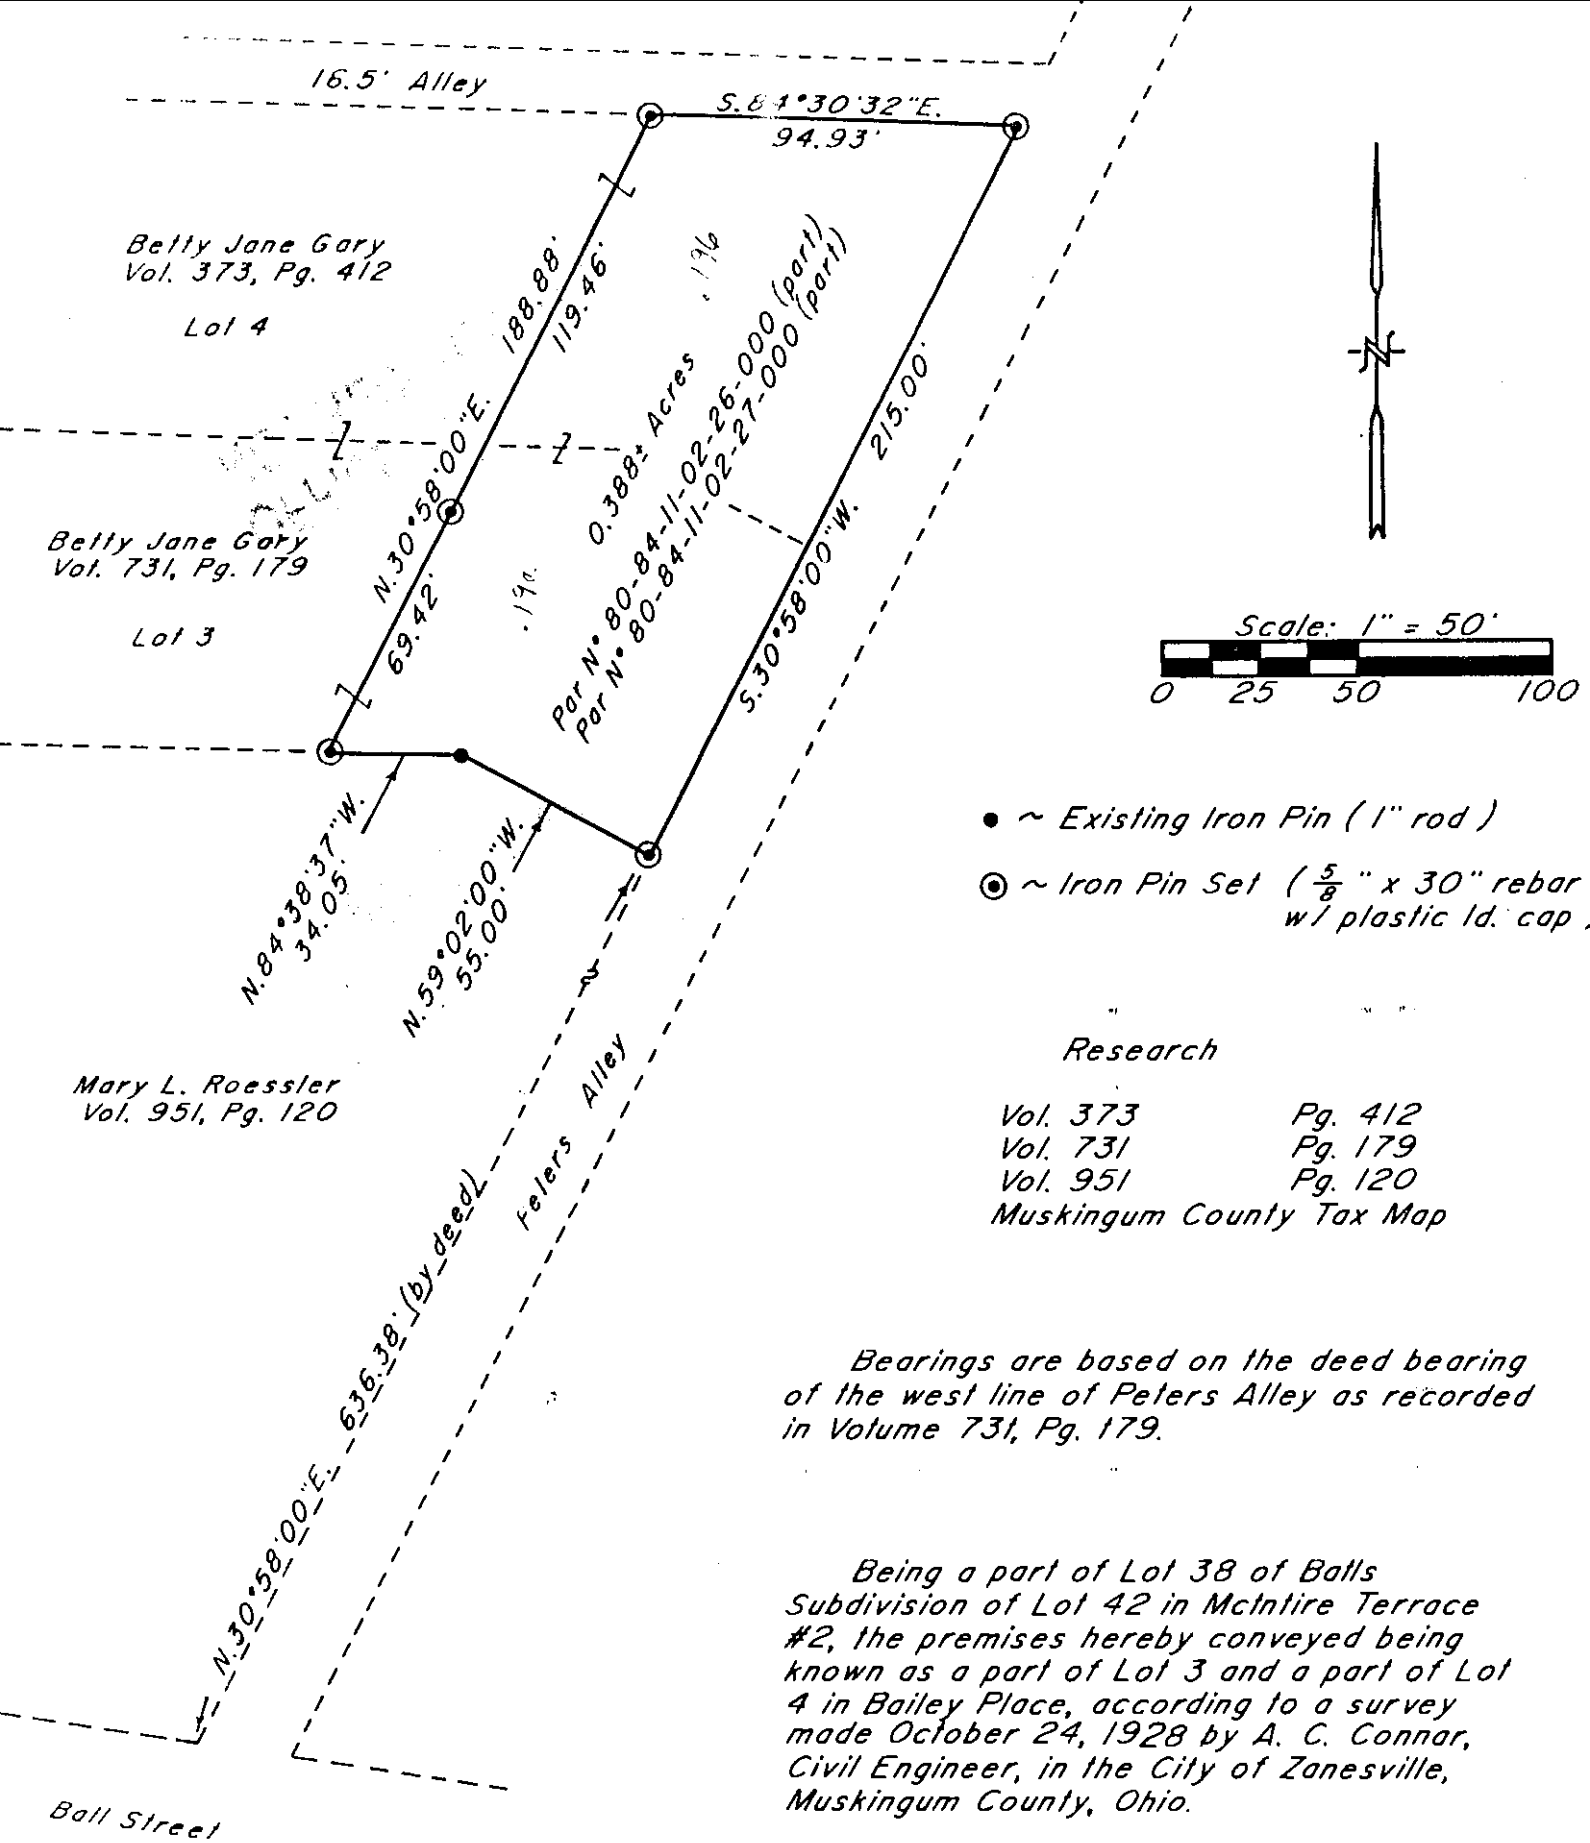 16.5' Alley
S.84°30'32"E.
94.93'
Betty Jane Gary
Vol. 373, Pg. 412
Lot 4
188.88'
119.46'
N.30°58'00"E.
69.42'
.196
0.388± Acres
Par Nº 80-84-11-02-26-000 (part)
Par Nº 80-84-11-02-27-000 (part)
215.00'
S.30°58'00"W.
N
Betty Jane Gary
Vol. 731, Pg. 179
Lot 3
Scale: 1" = 50'
0 25 50 100
N.84°38'37"W.
34.05'
N.59°02'00"W.
55.00'
• ~ Existing Iron Pin ( 1" rod )
~ Iron Pin Set ( 5/8 " x 30" rebar
w/ plastic Id. cap
Mary L. Roessler
Vol. 951, Pg. 120
Peters Alley
N.30°58'00"E. 636.38' (by deed)
Research
Vol. 373 Pg. 412
Vol. 731 Pg. 179
Vol. 951 Pg. 120
Muskingum County Tax Map
Bearings are based on the deed bearing
of the west line of Peters Alley as recorded
in Volume 731, Pg. 179.
Being a part of Lot 38 of Balls
Subdivision of Lot 42 in McIntire Terrace
#2, the premises hereby conveyed being
known as a part of Lot 3 and a part of Lot
4 in Bailey Place, according to a survey
made October 24, 1928 by A. C. Connar,
Civil Engineer, in the City of Zanesville,
Muskingum County, Ohio.
Ball Street